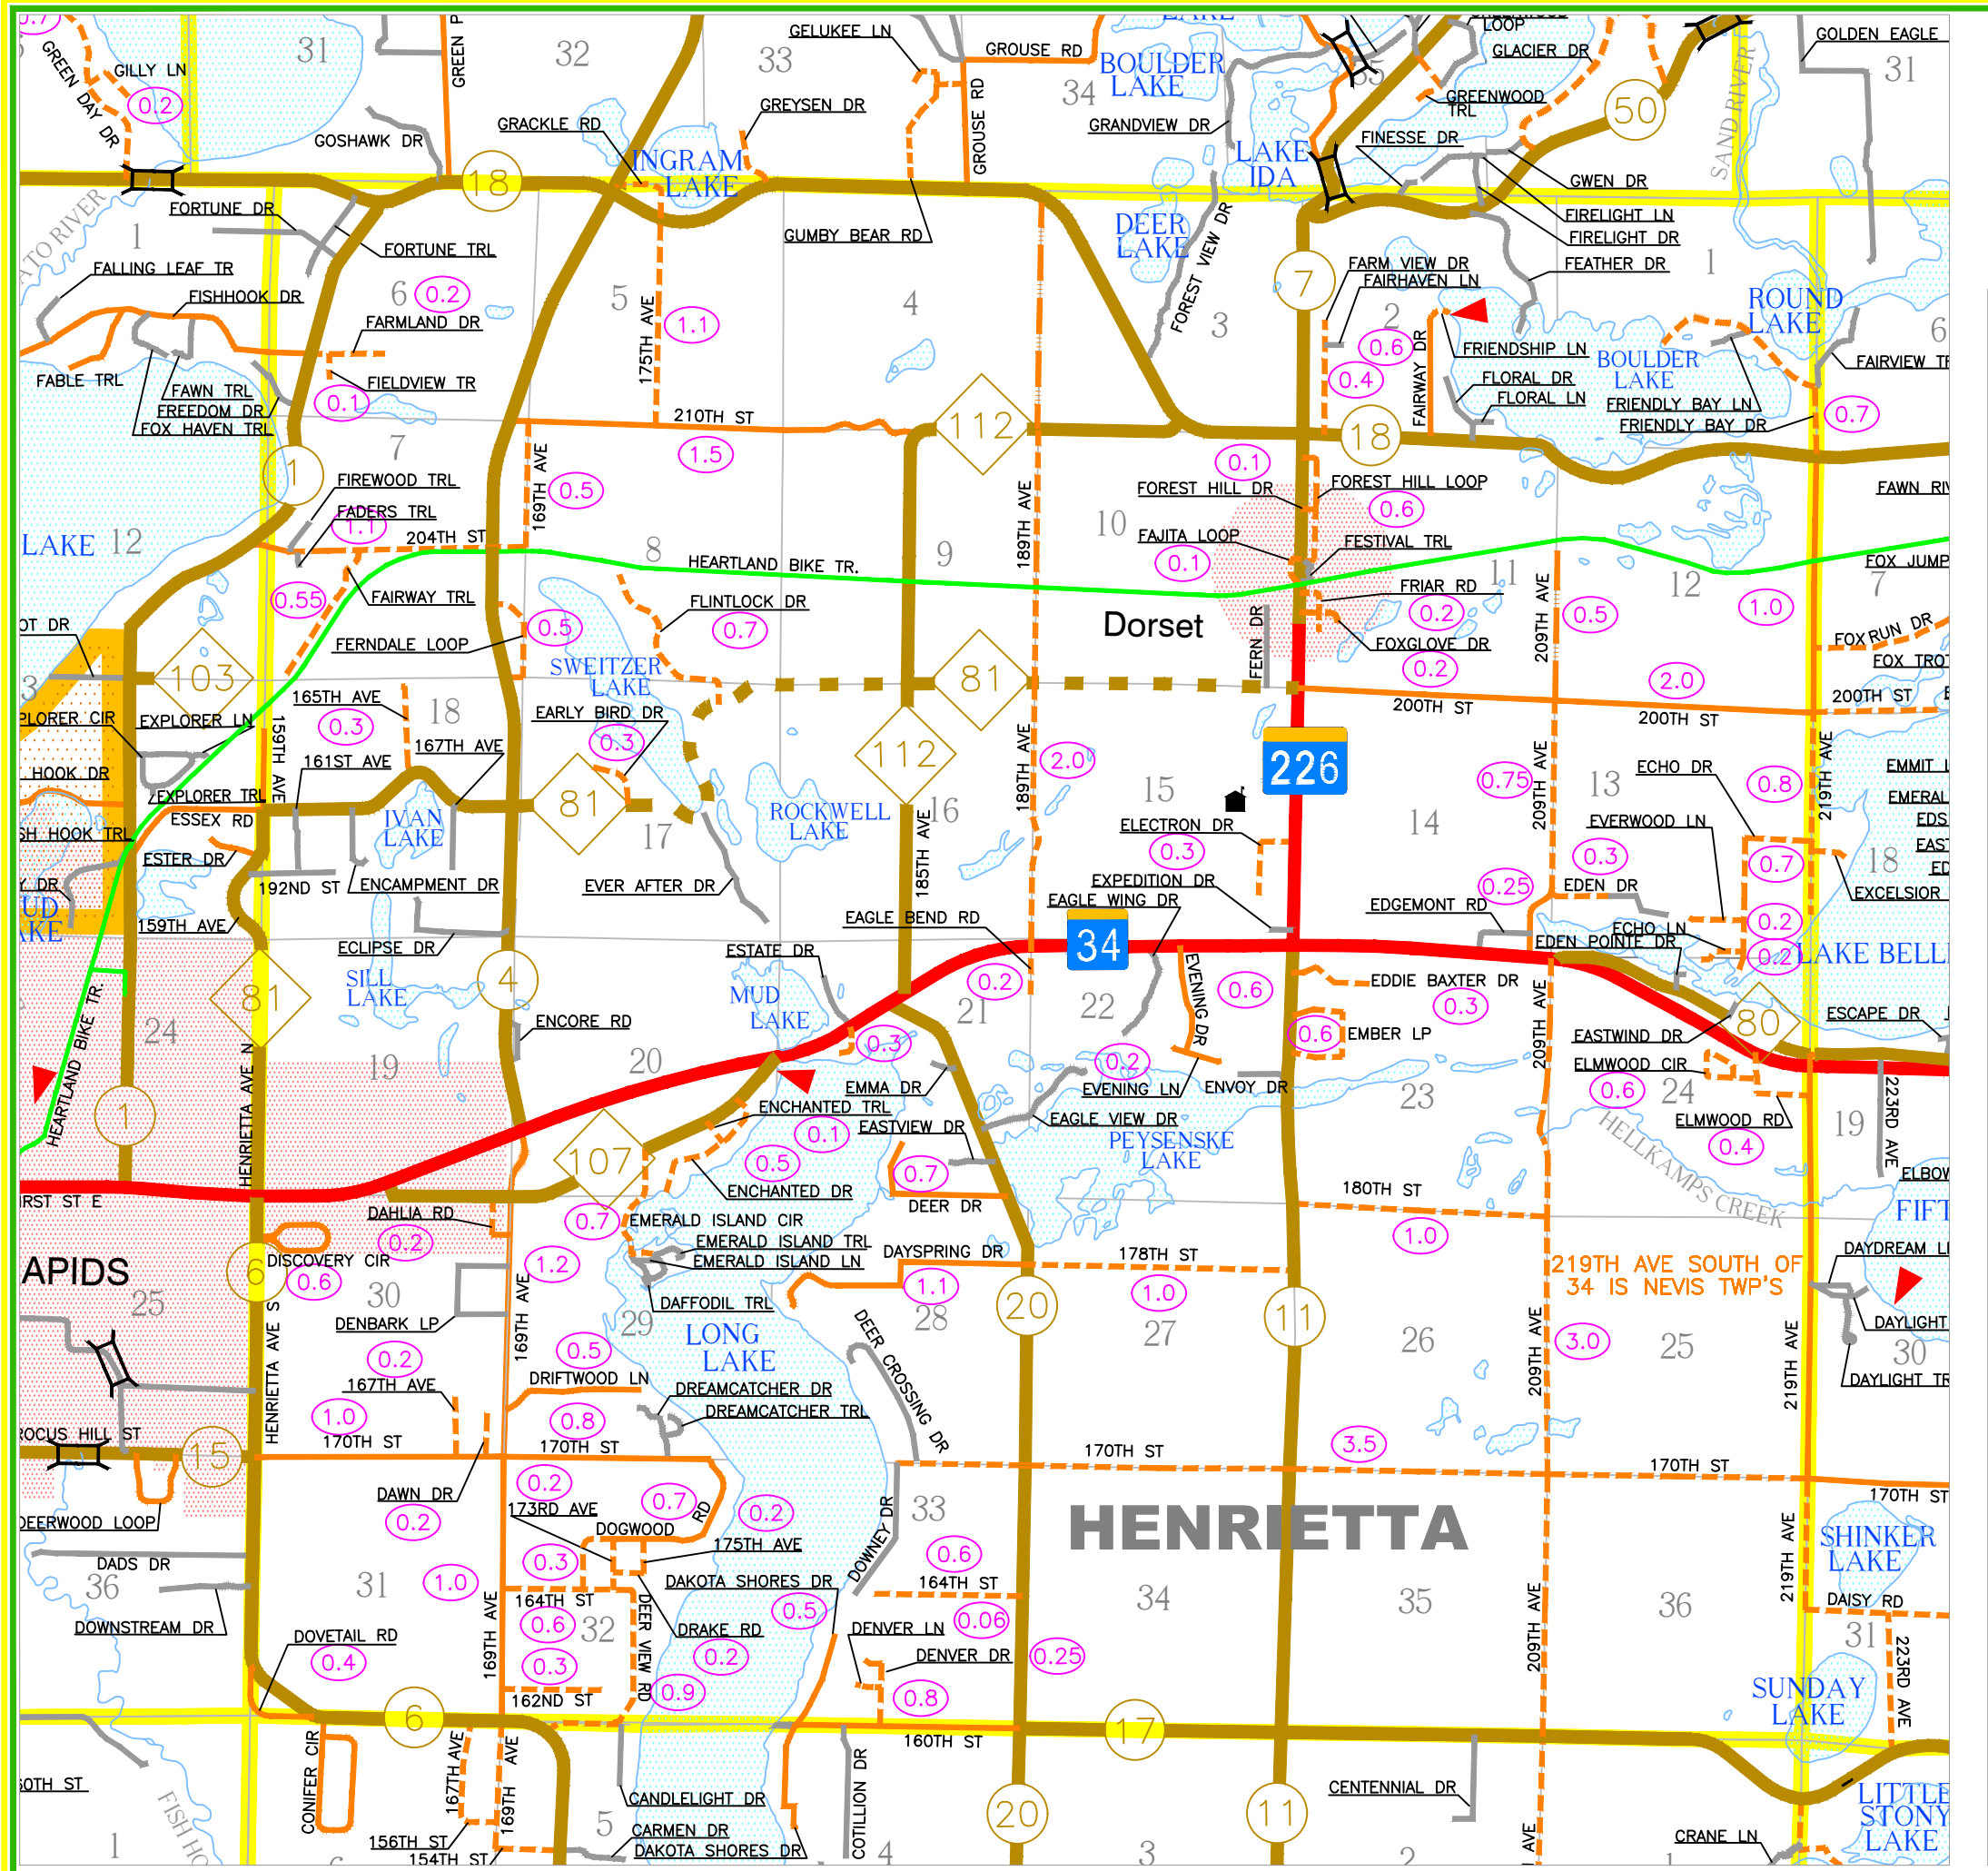 0.7
31
32
33
34
35
31
GREEN DAY DR
GILLY LN
0.2
GOSHAWK DR
GRACKLE RD
INGRAM
LAKE
GREYSEN DR
GELUKEE LN
GROUSE RD
GROUSE RD
BOULDER
LAKE
GRANDVIEW DR
LAKE
IDA
LOOP
GLACIER DR
GREENWOOD
TRL
FINESSE DR
50
SAND RIVER
GOLDEN EAGLE
18
FORTUNE DR
FORTUNE TRL
1
FALLING LEAF TR
FISHHOOK DR
6
0.2
FARMLAND DR
FIELDVIEW TR
0.1
FABLE TRL
FAWN TRL
FREEDOM DR
FOX HAVEN TRL
5
175TH AVE
1.1
4
GUMBY BEAR RD
DEER
LAKE
FOREST VIEW DR
3
7
GWEN DR
FIRELIGHT LN
FIRELIGHT DR
FEATHER DR
FARM VIEW DR
FAIRHAVEN LN
2
0.6
0.4
FAIRWAY DR
FRIENDSHIP LN
FLORAL DR
FLORAL LN
BOULDER
LAKE
1
ROUND
LAKE
6
FRIENDLY BAY LN
FRIENDLY BAY DR
0.7
7
1
210TH ST
1.5
112
18
FIREWOOD TRL
FADERS TRL
1.1
204TH ST
169TH AVE
0.5
8
9
189TH AVE
10
0.1
FOREST HILL DR
FOREST HILL LOOP
0.6
FAJITA LOOP
0.1
FESTIVAL TRL
HEARTLAND BIKE TR.
LAKE
12
0.55
FAIRWAY TRL
FERNDALE LOOP
0.5
FLINTLOCK DR
0.7
SWEITZER
LAKE
Dorset
FERN DR
FRIAR RD
0.2
FOXGLOVE DR
0.2
11
209TH AVE
0.5
12
1.0
7
FOX RUN DR
103
81
2.0
200TH ST
200TH ST
200TH ST
165TH AVE
0.3
18
167TH AVE
EARLY BIRD DR
0.3
EXPLORER LN
159TH AVE
161ST AVE
EXPLORER TRL
HOOK DR
ESSEX RD
ESTER DR
192ND ST
ENCAMPMENT DR
159TH AVE
IVAN
LAKE
81
17
112
ROCKWELL
LAKE
16
185TH AVE
EVER AFTER DR
189TH AVE
2.0
15
226
ELECTRON DR
0.3
EXPEDITION DR
EAGLE WING DR
EAGLE BEND RD
14
0.75
209TH AVE
0.25
EDGEMONT RD
13
ECHO DR
0.8
219TH AVE
EVERWOOD LN
0.3
EDEN DR
0.7
0.2
ECHO LN
EDEN POINTE DR
0.2
18
EXCELSIOR
ECLIPSE DR
SILL
LAKE
4
81
ENCORE RD
ESTATE DR
MUD
LAKE
34
0.2
21
22
0.3
EMMA DR
EVENING DR
0.6
0.2
EVENING LN
ENVOY DR
EDDIE BAXTER DR
0.3
0.6
EMBER LP
EASTWIND DR
80
ELMWOOD CIR
0.6
24
ELMWOOD RD
0.4
ESCAPE DR
24
19
20
23
19
1
HEARTLAND BIKE TR.
HENRIETTA AVE N
107
ENCHANTED TRL
0.1
0.5
ENCHANTED DR
EASTVIEW DR
0.7
DEER DR
EAGLE VIEW DR
PEYSENSKE
LAKE
180TH ST
1.0
209TH AVE
HELLKAMPS CREEK
223RD AVE
DAHLIA RD
0.2
0.7
EMERALD ISLAND CIR
EMERALD ISLAND TRL
EMERALD ISLAND LN
DAFFODIL TRL
DAYSPRING DR
1.1
178TH ST
1.0
6
DISCOVERY CIR
0.6
1.2
30
DENBARK LP
169TH AVE
29
LONG
LAKE
28
20
27
11
26
219TH AVE SOUTH OF
34 IS NEVIS TWP'S
25
3.0
209TH AVE
219TH AVE
DAYLIGHT
30
25
HENRIETTA AVE S
0.2
167TH AVE
1.0
170TH ST
0.5
DRIFTWOOD LN
0.8
170TH ST
DREAMCATCHER DR
DREAMCATCHER TRL
DEER CROSSING DR
170TH ST
3.5
170TH ST
170TH ST
15
DEERWOOD LOOP
DAWN DR
0.2
0.2
173RD AVE
0.7
DOGWOOD RD
0.2
175TH AVE
33
DOWNEY DR
HENRIETTA
SHINKER
LAKE
DADS DR
36
DOWNSTREAM DR
31
1.0
169TH AVE
0.3
164TH ST
0.6
32
0.3
162ND ST
DEER VIEW RD
DAKOTA SHORES DR
0.5
DRAKE RD
0.2
0.9
0.6
164TH ST
0.06
DENVER LN
DENVER DR
0.25
0.8
34
35
36
209TH AVE
219TH AVE
DAISY RD
31
223RD AVE
DOVETAIL RD
0.4
6
160TH ST
17
SUNDAY
LAKE
CONIFER CIR
167TH AVE
169TH AVE
156TH ST
154TH ST
CANDLELIGHT DR
CARMEN DR
DAKOTA SHORES DR
COTILLION DR
5
4
20
3
11
CENTENNIAL DR
2
CRANE LN
LITTLE
STONY
LAKE
1